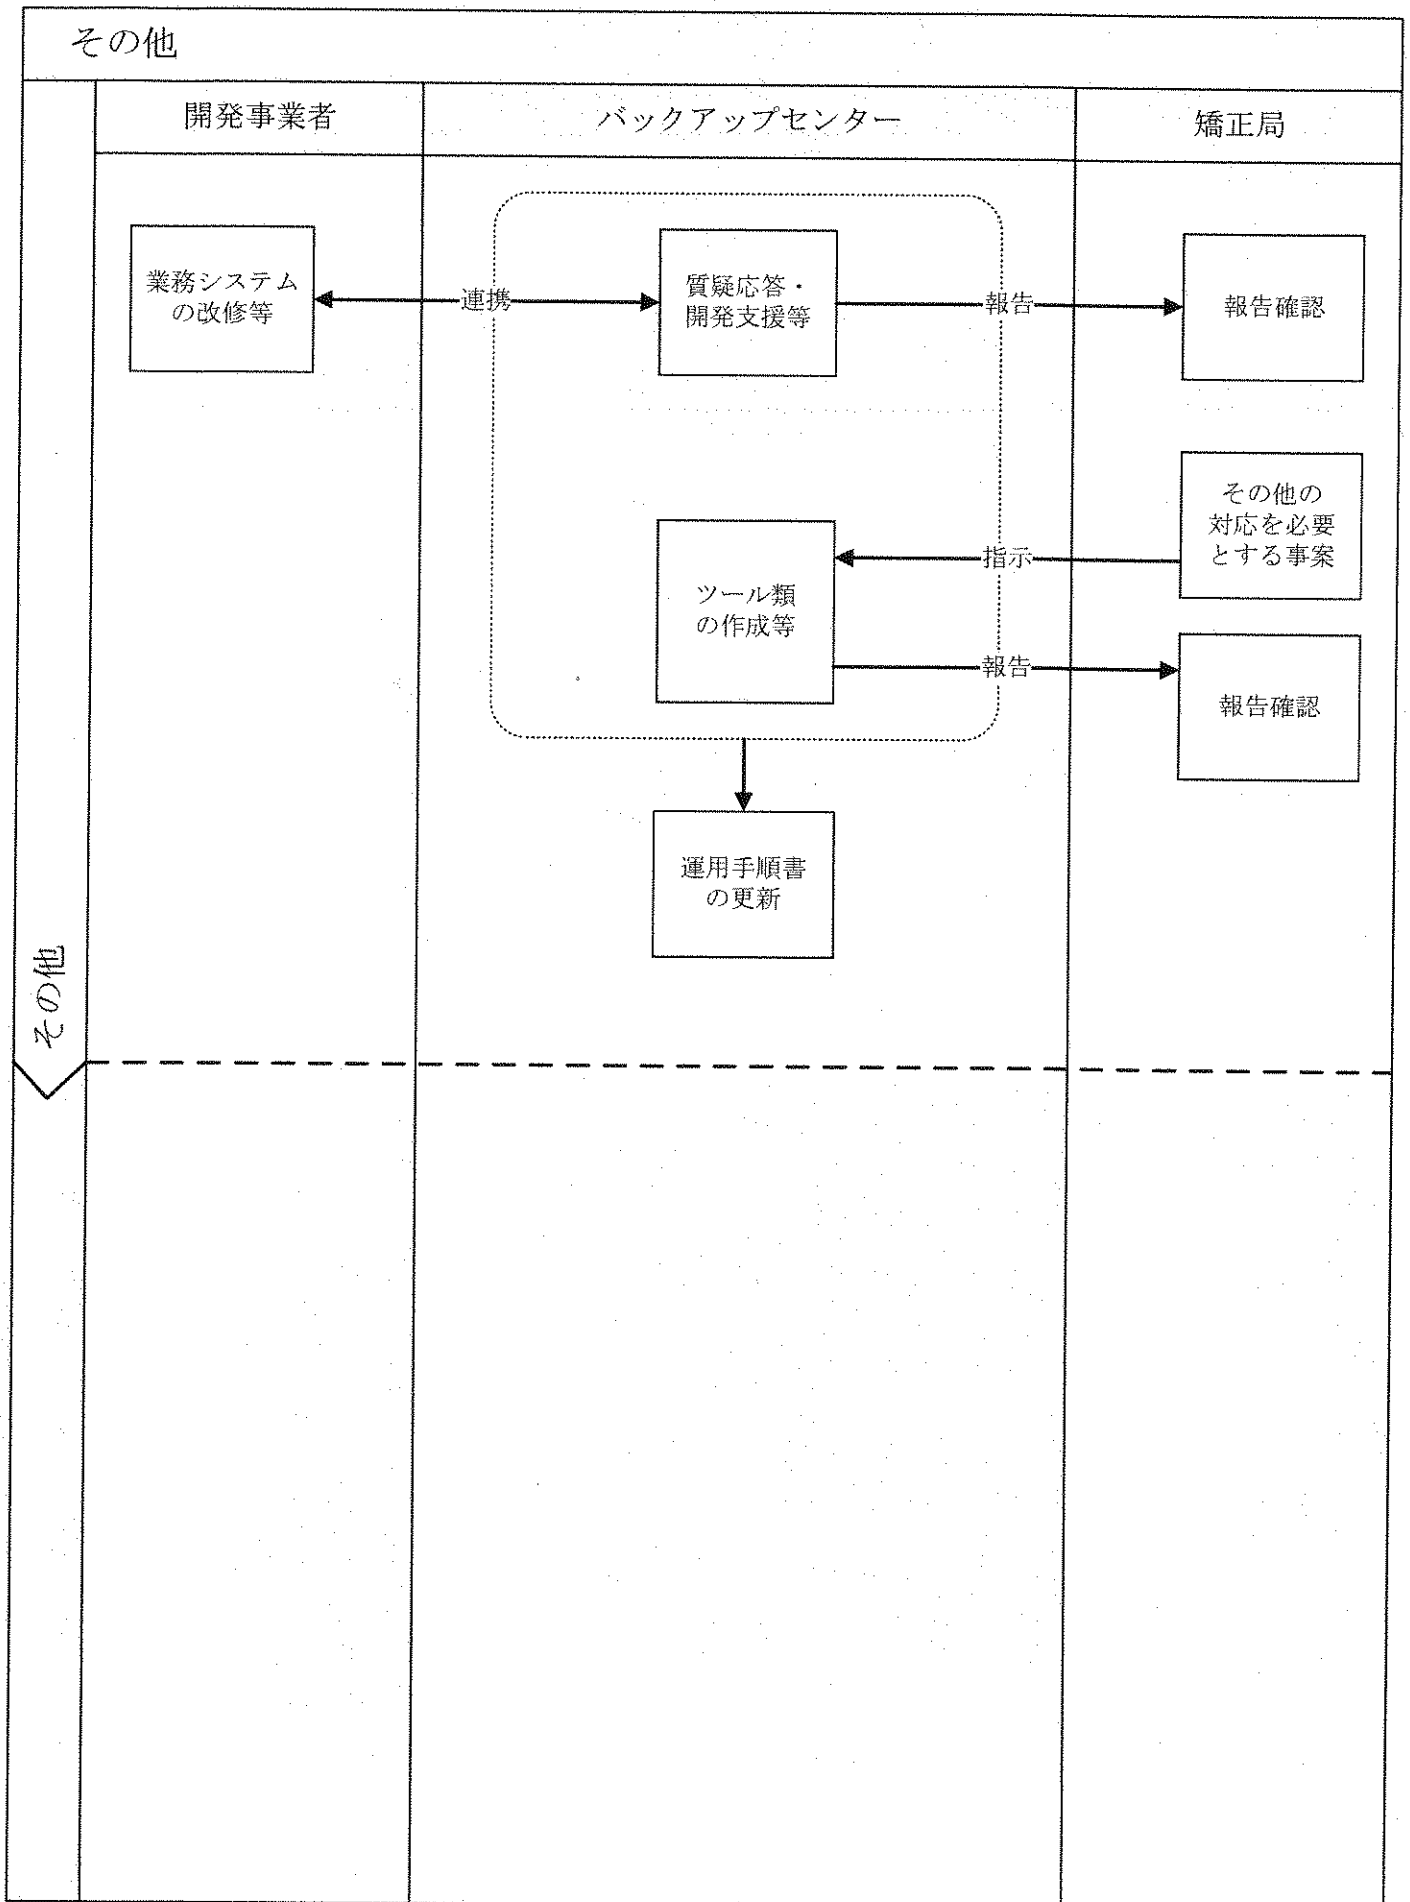 その他
開発事業者
バックアップセンター
矯正局
業務システム
の改修等
連携
質疑応答・
開発支援等
報告
報告確認
その他の
対応を必要
とする事案
指示
ツール類
の作成等
報告
報告確認
運用手順書
の更新
その他